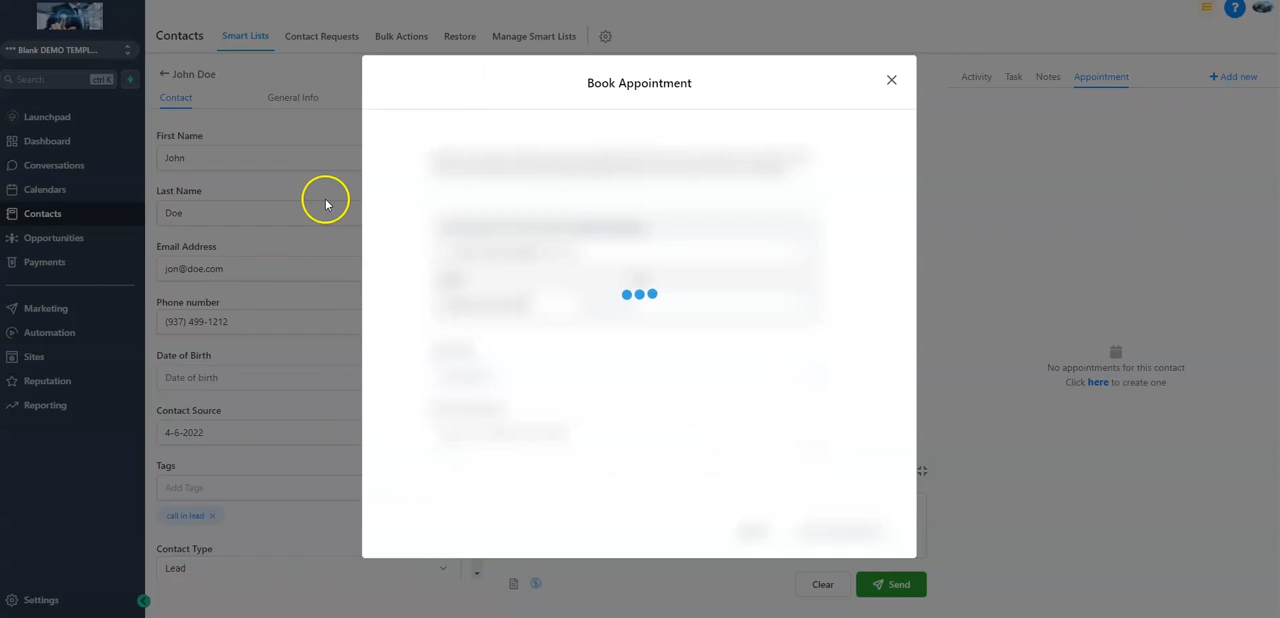 *** Blank DEMO TEMPL...
Search
ctrl K
Launchpad
Dashboard
Conversations
Calendars
Contacts
Opportunities
Payments
Marketing
Automation
Sites
Reputation
Reporting
Settings
Contacts
Smart Lists
Contact Requests
Bulk Actions
Restore
Manage Smart Lists
?
← John Doe
Contact
General Info
First Name
John
Last Name
Doe
Email Address
jon@doe.com
Phone number
(937) 499-1212
Date of Birth
Date of birth
Contact Source
4-6-2022
Tags
Add Tags
call in lead ×
Contact Type
Lead
Book Appointment
Clear
Send
Activity
Task
Notes
Appointment
+ Add new
No appointments for this contact
Click here to create one